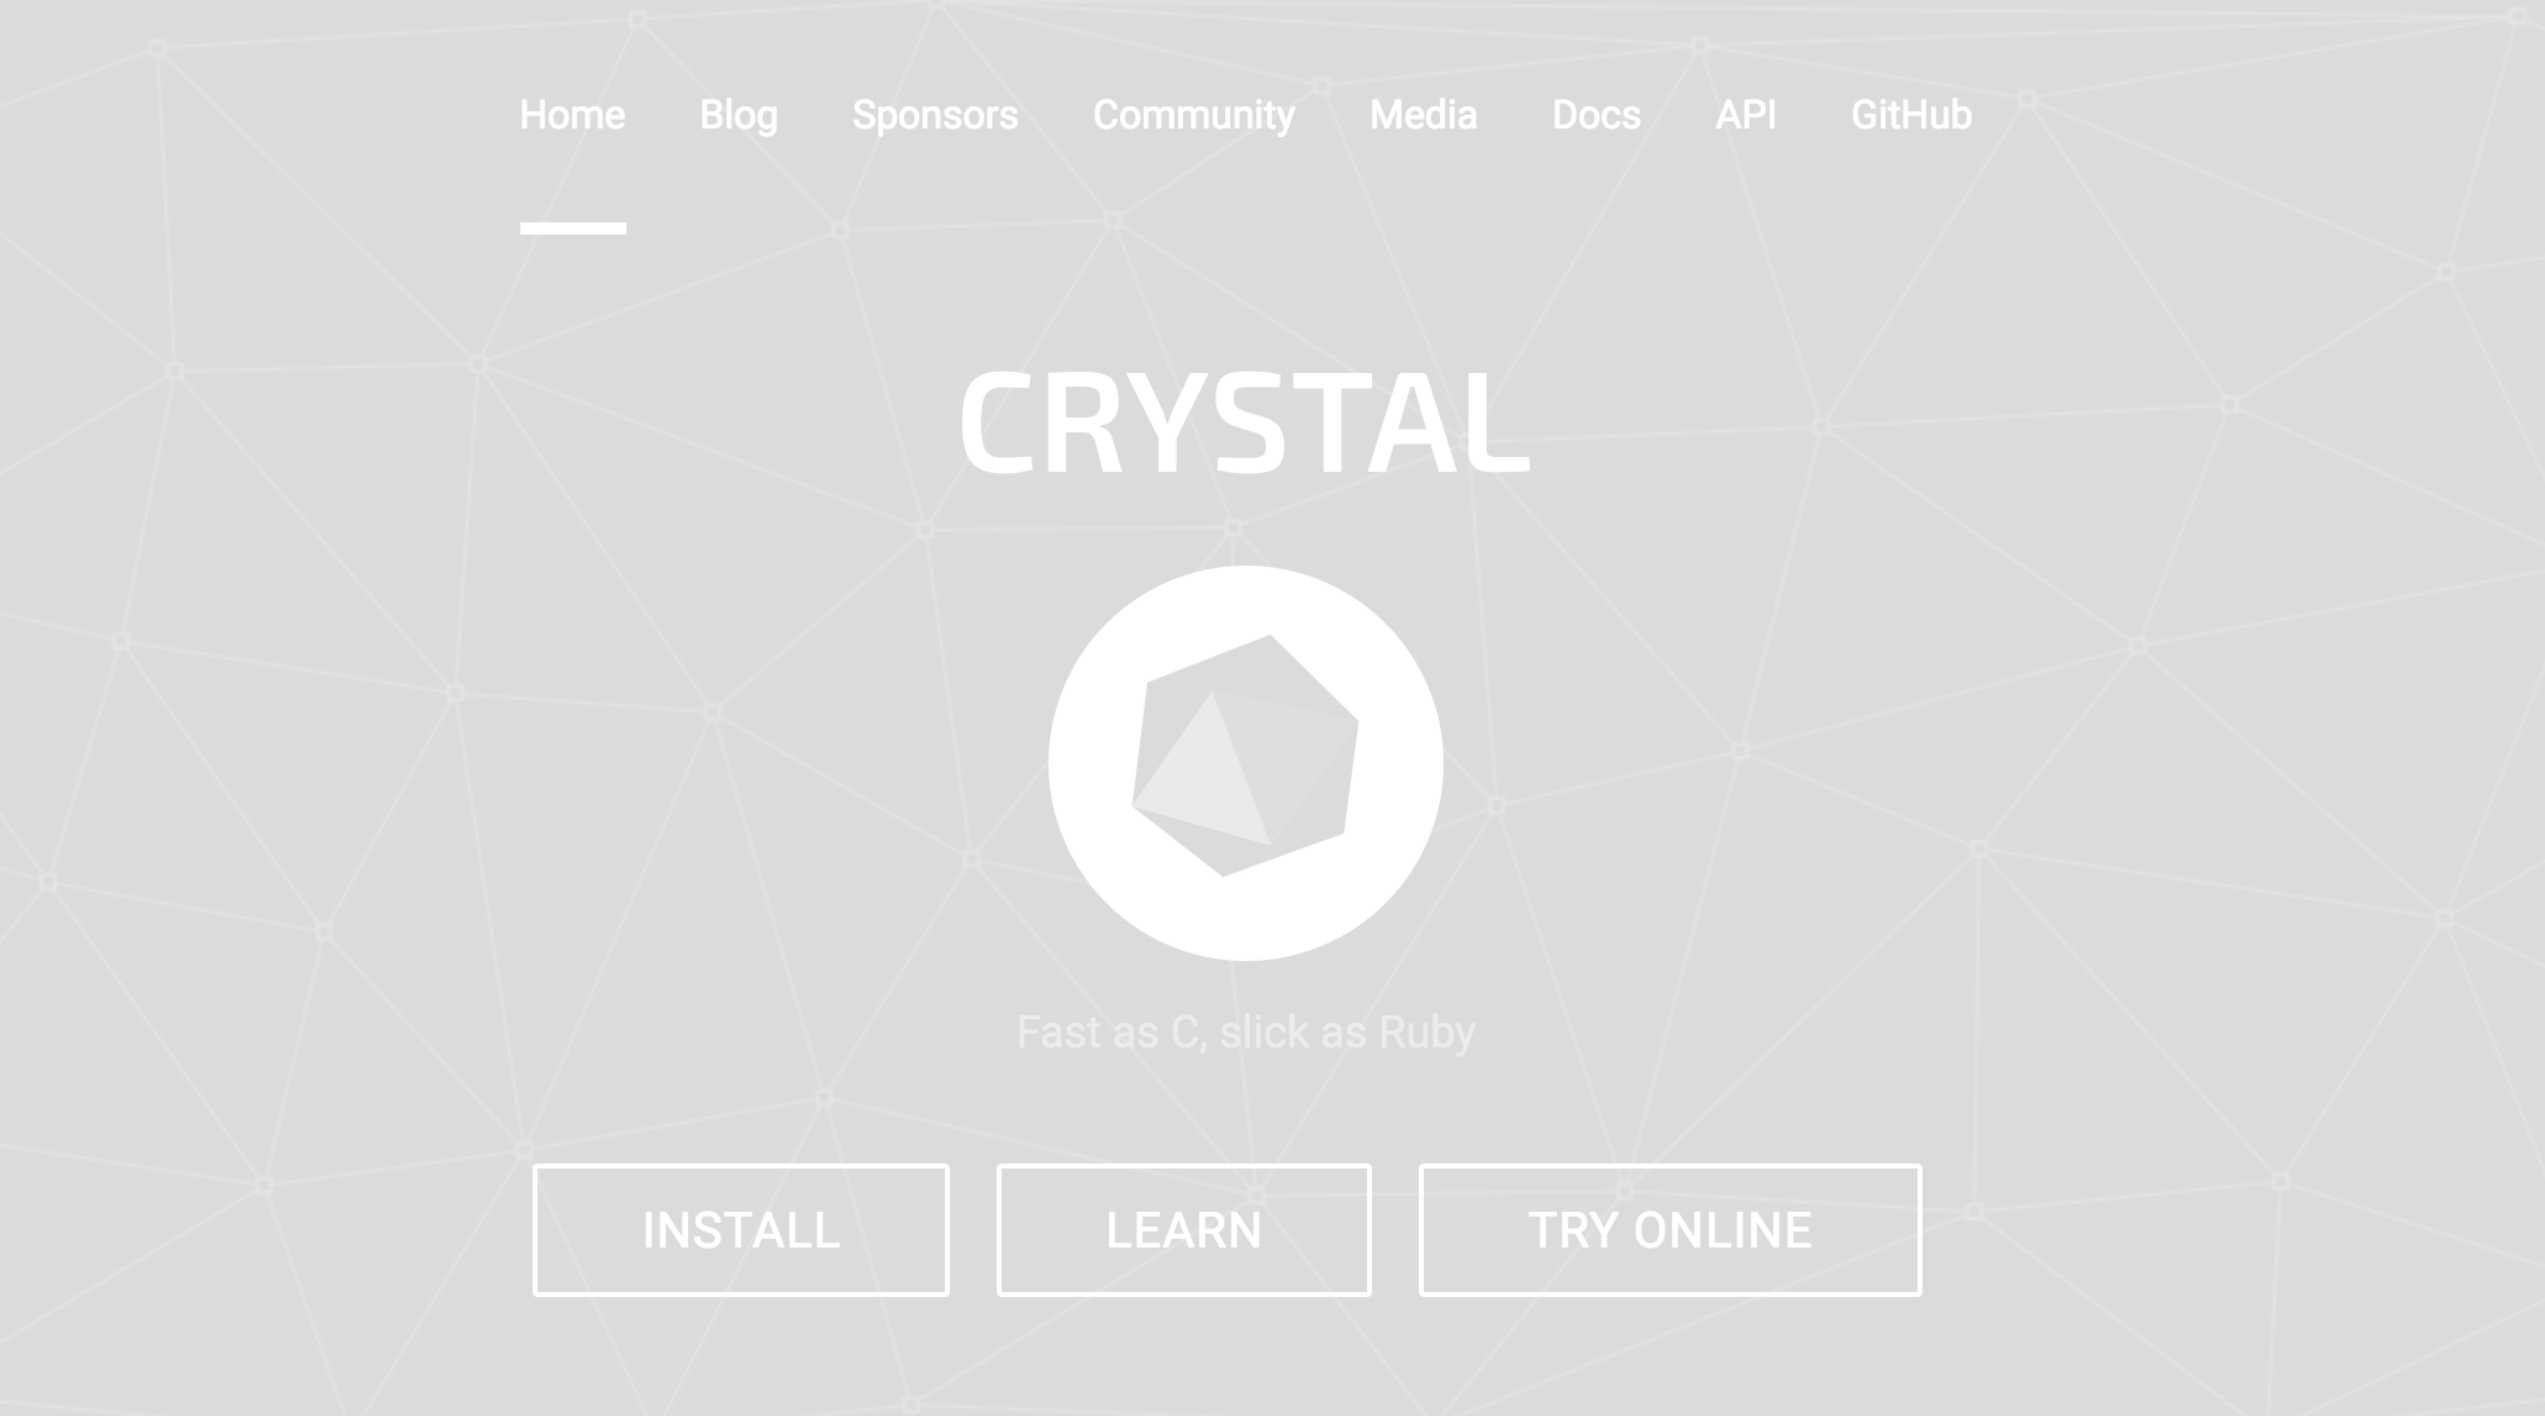 Home Blog Sponsors Community Media Docs API GitHub
CRYSTAL
Fast as C, slick as Ruby
INSTALL LEARN TRY ONLINE